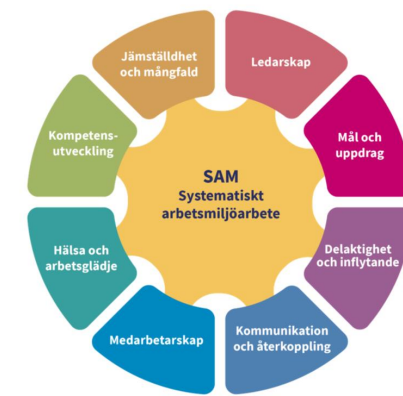 Jämställdhet
och mångfald
Ledarskap
Mål och
uppdrag
Delaktighet
och inflytande
Kommunikation
och återkoppling
Medarbetarskap
Hälsa och
arbetsglädje
Kompetens-
utveckling
SAM
Systematiskt
arbetsmiljöarbete